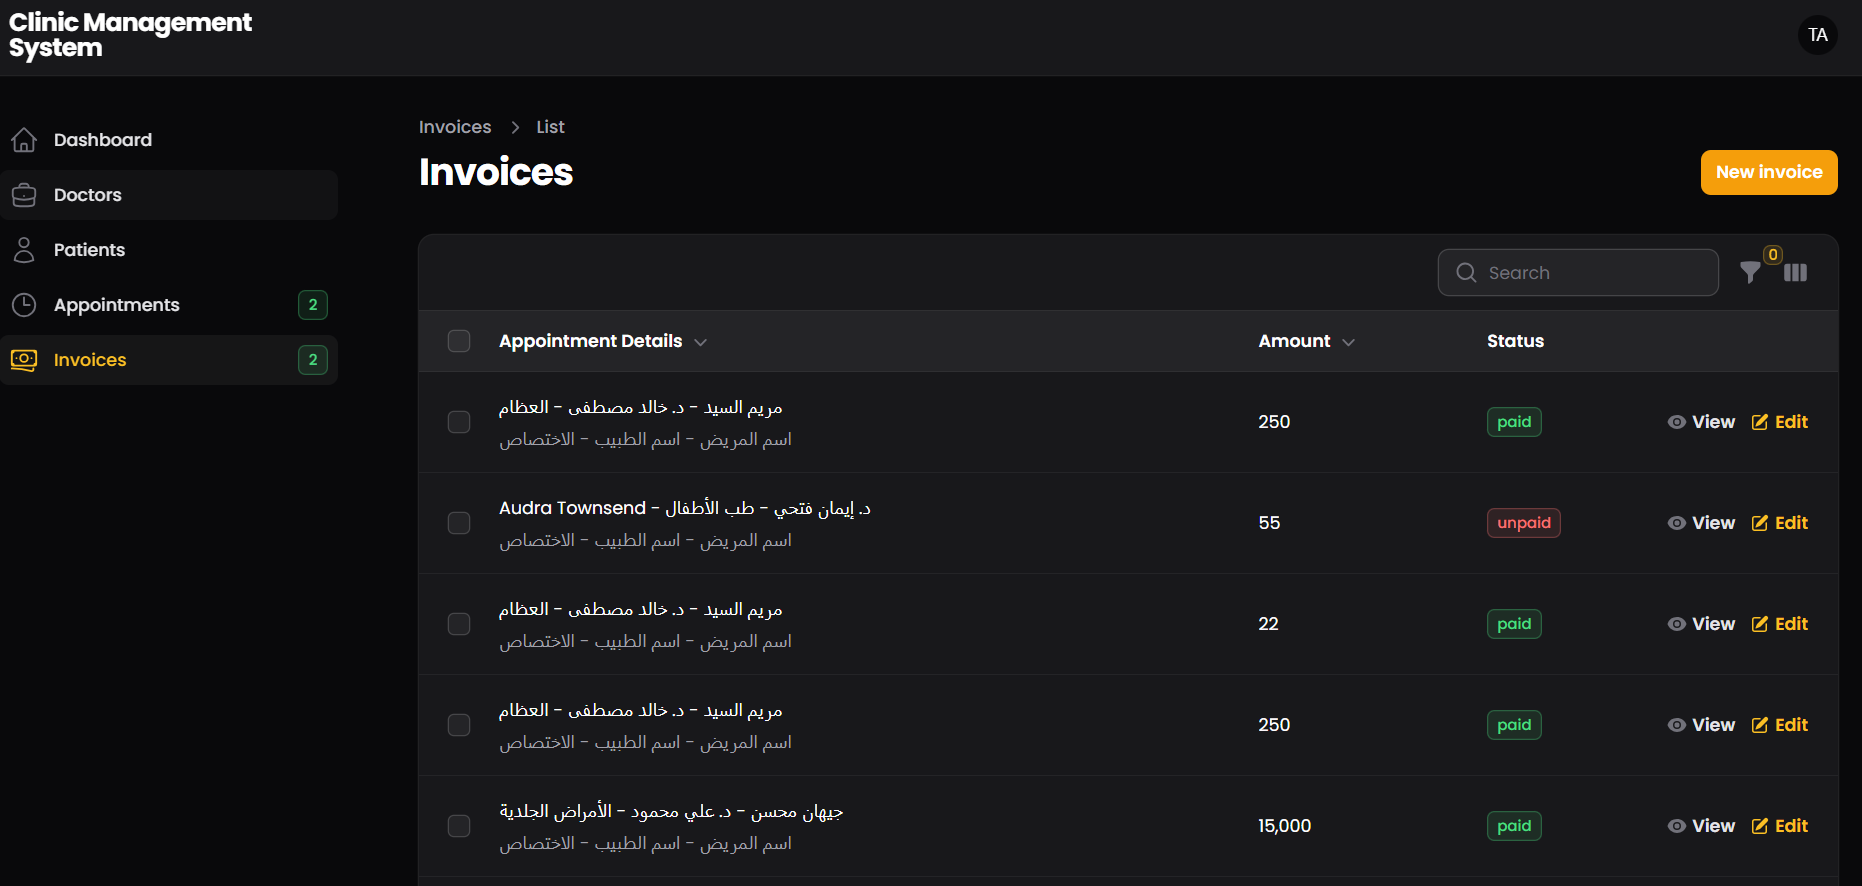 Clinic Management
System
TA
Dashboard
Doctors
Patients
Appointments 2
Invoices 2
Invoices > List
Invoices
New invoice
Search
0
Appointment Details Amount Status
مريم السيد - د. خالد مصطفى - العظام
اسم المريض - اسم الطبيب - الاختصاص
250 paid View Edit
Audra Townsend - د. إيمان فتحي - طب الأطفال
اسم المريض - اسم الطبيب - الاختصاص
55 unpaid View Edit
مريم السيد - د. خالد مصطفى - العظام
اسم المريض - اسم الطبيب - الاختصاص
22 paid View Edit
مريم السيد - د. خالد مصطفى - العظام
اسم المريض - اسم الطبيب - الاختصاص
250 paid View Edit
جيهان محسن - د. علي محمود - الأمراض الجلدية
اسم المريض - اسم الطبيب - الاختصاص
15,000 paid View Edit